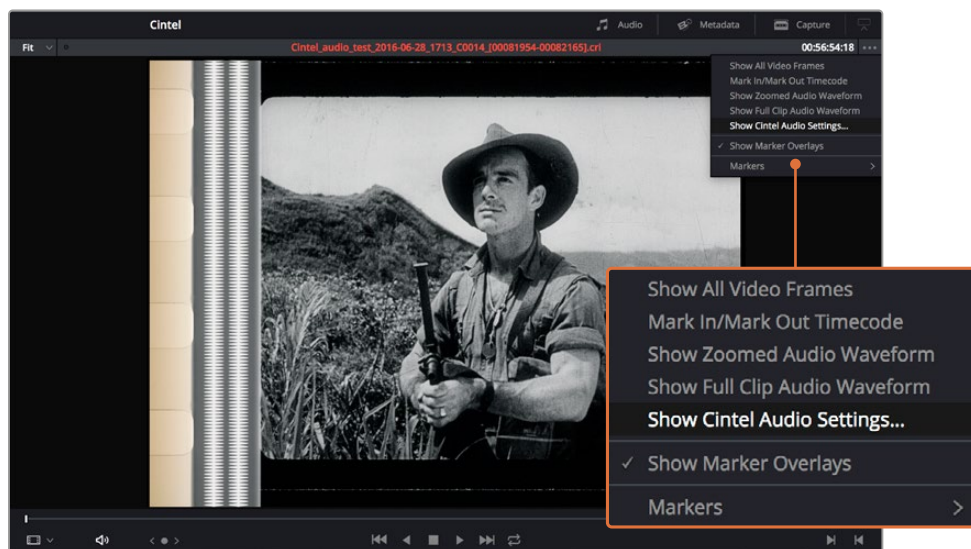 Cintel
Audio
Metadata
Capture
Fit
Cintel_audio_test_2016-06-28_1713_C0014_[00081954-00082165].cri
00:56:54:18
Show All Video Frames
Mark In/Mark Out Timecode
Show Zoomed Audio Waveform
Show Full Clip Audio Waveform
Show Cintel Audio Settings...
Show Marker Overlays
Markers
Show All Video Frames
Mark In/Mark Out Timecode
Show Zoomed Audio Waveform
Show Full Clip Audio Waveform
Show Cintel Audio Settings...
Show Marker Overlays
Markers